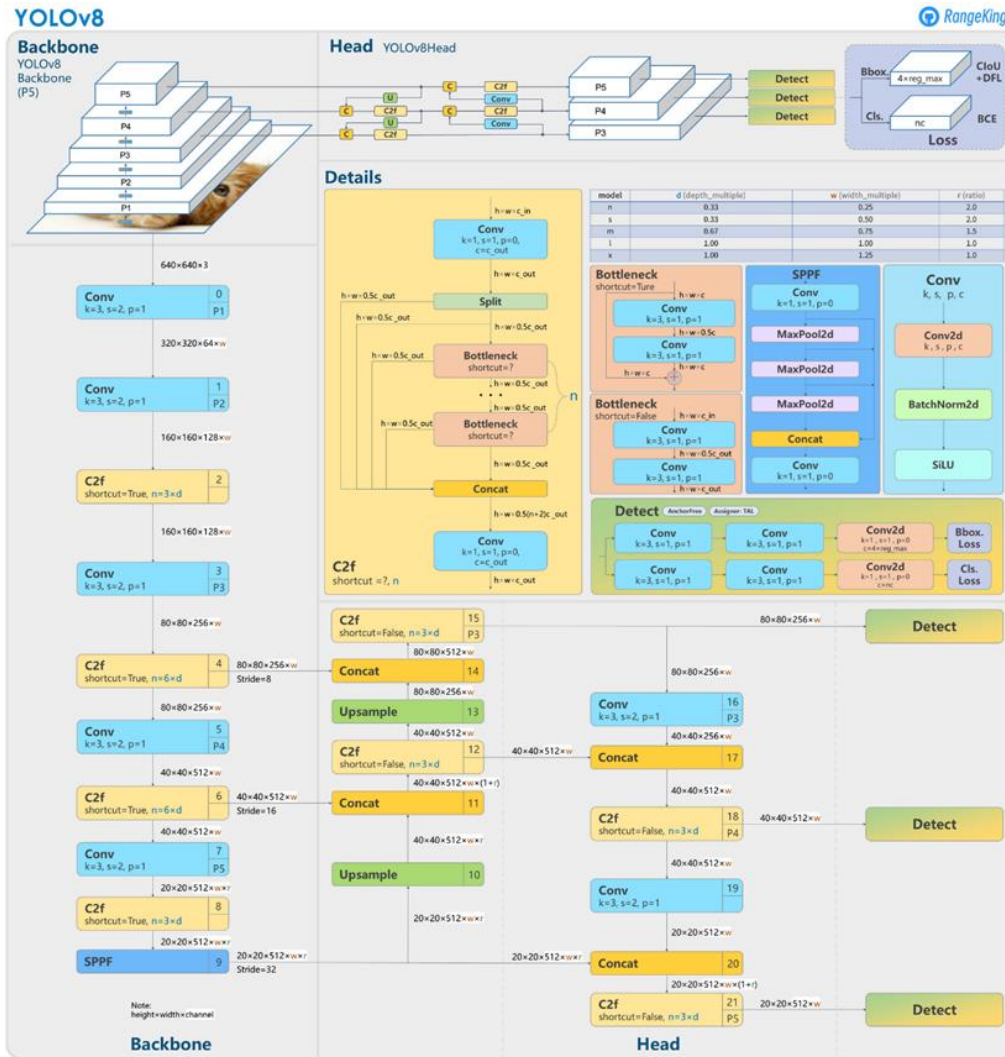 YOLOv8
RangeKing
Backbone
YOLOv8
Backbone
(P5)
P5
P4
P3
P2
P1
Head YOLOv8Head
C
C2f
U
Conv
C
C2f
C
C2f
U
Conv
C
C2f
P5
P4
P3
Detect
Detect
Detect
Bbox.
4×reg_max
CIoU
+DFL
Cls.
nc
BCE
Loss
640×640×3
Conv
k=3, s=2, p=1
0
P1
320×320×64×w
Conv
k=3, s=2, p=1
1
P2
160×160×128×w
C2f
shortcut=True, n=3×d
2
160×160×128×w
Conv
k=3, s=2, p=1
3
P3
80×80×256×w
C2f
shortcut=True, n=6×d
4
80×80×256×w
Stride=8
80×80×256×w
Conv
k=3, s=2, p=1
5
P4
40×40×512×w
C2f
shortcut=True, n=6×d
6
40×40×512×w
Stride=16
40×40×512×w
Conv
k=3, s=2, p=1
7
P5
20×20×512×w×r
C2f
shortcut=True, n=3×d
8
20×20×512×w×r
SPPF
9
20×20×512×w×r
Stride=32
Note:
height×width×channel
Backbone
Details
h×w×c_in
Conv
k=1, s=1, p=0,
c=c_out
h×w×c_out
h×w×0.5c_out
Split
h×w×0.5c_out
h×w×0.5c_out
Bottleneck
shortcut=?
h×w×0.5c_out
...
n
h×w×0.5c_out
h×w×0.5c_out
Bottleneck
shortcut=?
h×w×0.5c_out
Concat
h×w×0.5(n+2)c_out
Conv
k=1, s=1, p=0,
c=c_out
h×w×c_out
C2f
shortcut =?, n
model d (depth_multiple) w (width_multiple) r (ratio)
n 0.33 0.25 2.0
s 0.33 0.50 2.0
m 0.67 0.75 1.5
l 1.00 1.00 1.0
x 1.00 1.25 1.0
Bottleneck
shortcut=Ture
h×w×c
Conv
k=3, s=1, p=1
h×w×0.5c
Conv
k=3, s=1, p=1
h×w×c
h×w×c
+
Bottleneck
shortcut=False
h×w×c_in
Conv
k=3, s=1, p=1
h×w×0.5c_out
Conv
k=3, s=1, p=1
h×w×c_out
SPPF
Conv
k=1, s=1, p=0
MaxPool2d
MaxPool2d
MaxPool2d
Concat
Conv
k=1, s=1, p=0
Conv
k, s, p, c
Conv2d
k, s, p, c
BatchNorm2d
SiLU
Detect AnchorFree Assigner: TAL
Conv
k=3, s=1, p=1
Conv
k=3, s=1, p=1
Conv2d
k=1, s=1, p=0
c=4×reg_max
Bbox.
Loss
Conv
k=3, s=1, p=1
Conv
k=3, s=1, p=1
Conv2d
k=1, s=1, p=0
c=nc
Cls.
Loss
C2f
shortcut=False, n=3×d
15
P3
80×80×256×w
Detect
80×80×512×w
Concat
14
80×80×256×w
Upsample
13
40×40×512×w
C2f
shortcut=False, n=3×d
12
40×40×512×w
40×40×512×w×(1+r)
Concat
11
40×40×512×w×r
Upsample
10
20×20×512×w×r
80×80×256×w
Conv
k=3, s=2, p=1
16
P3
40×40×256×w
Concat
17
40×40×512×w
C2f
shortcut=False, n=3×d
18
P4
40×40×512×w
Detect
40×40×512×w
Conv
k=3, s=2, p=1
19
20×20×512×w
20×20×512×w×r
Concat
20
20×20×512×w×(1+r)
C2f
shortcut=False, n=3×d
21
P5
20×20×512×w
Detect
Head